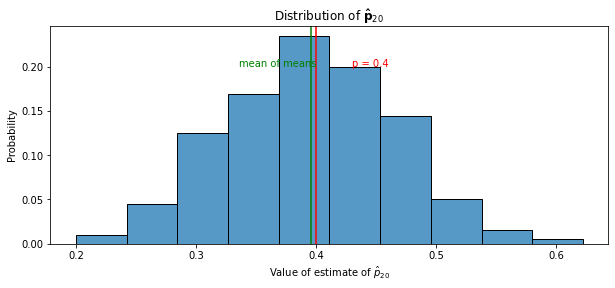 Distribution of p̂₂₀
Probability
0.20
0.15
0.10
0.05
0.00
mean of means
p = 0.4
0.2 0.3 0.4 0.5 0.6
Value of estimate of p̂₂₀